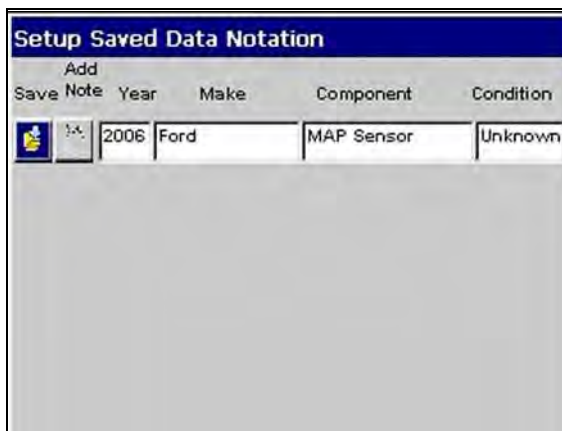 Setup Saved Data Notation
Add
Save Note Year Make Component Condition
2006 Ford MAP Sensor Unknown